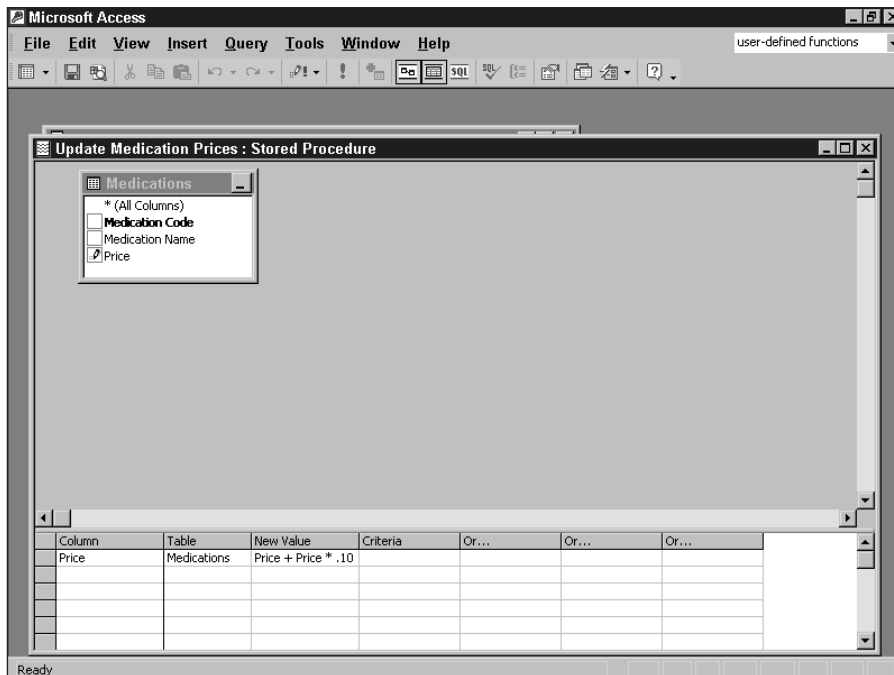 Microsoft Access
File Edit View Insert Query Tools Window Help
user-defined functions
SQL SQL
Update Medication Prices : Stored Procedure
Medications
* (All Columns)
Medication Code
Medication Name
Price
Column Table New Value Criteria Or... Or... Or...
Price Medications Price + Price * .10
Ready